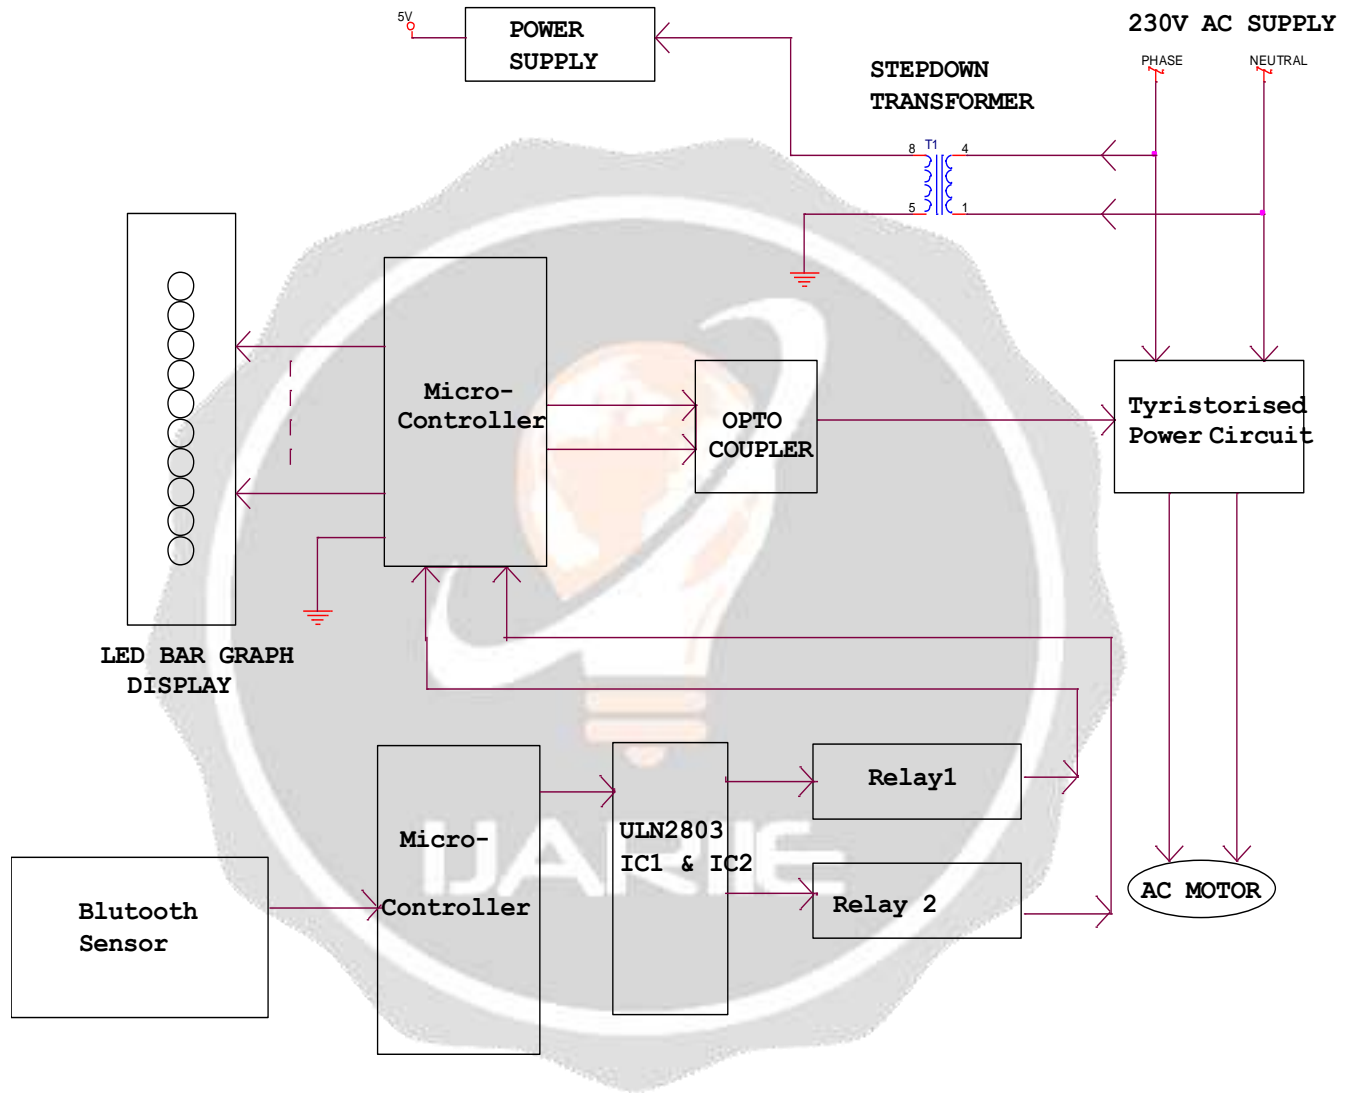 5V
POWER
SUPPLY
230V AC SUPPLY
PHASE
NEUTRAL
STEPDOWN
TRANSFORMER
T1
8
4
5
1
Micro-
Controller
OPTO
COUPLER
Tyristorised
Power Circuit
LED BAR GRAPH
DISPLAY
Relay1
Micro-
Controller
ULN2803
IC1 & IC2
IJARIE
Relay 2
AC MOTOR
Blutooth
Sensor